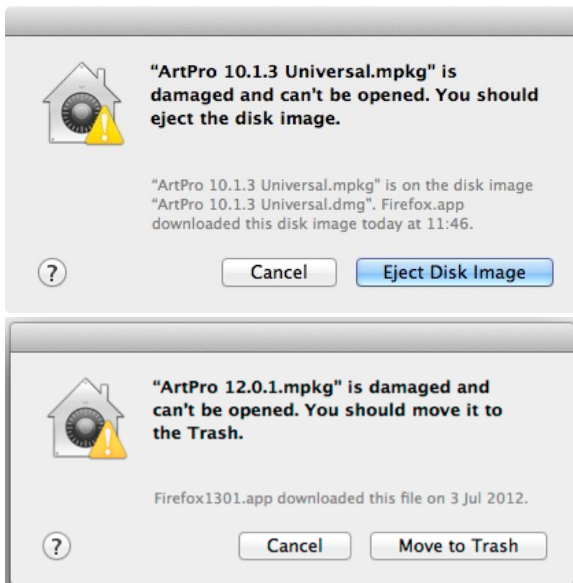 “ArtPro 10.1.3 Universal.mpkg” is
damaged and can't be opened. You should
eject the disk image.
“ArtPro 10.1.3 Universal.mpkg” is on the disk image
“ArtPro 10.1.3 Universal.dmg”. Firefox.app
downloaded this disk image today at 11:46.
?
Cancel
Eject Disk Image
“ArtPro 12.0.1.mpkg” is damaged and
can't be opened. You should move it to
the Trash.
Firefox1301.app downloaded this file on 3 Jul 2012.
?
Cancel
Move to Trash